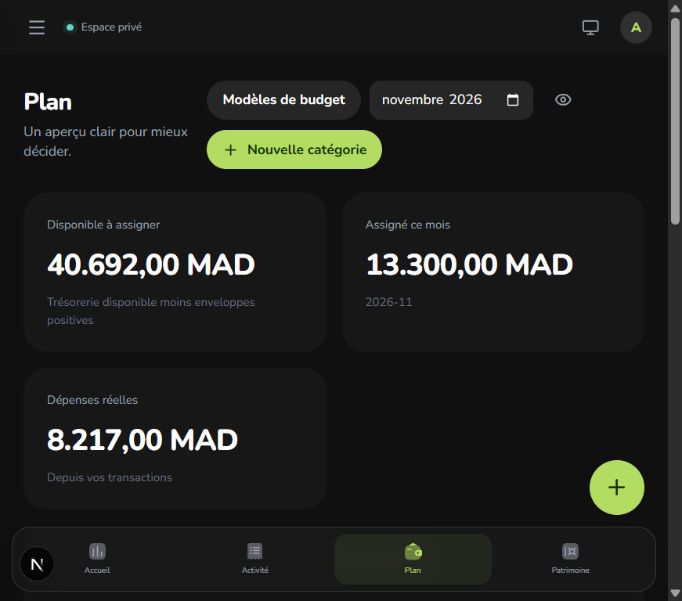 Espace privé
A
Plan
Un aperçu clair pour mieux
décider.
Modèles de budget
novembre 2026
+ Nouvelle catégorie
Disponible à assigner
40.692,00 MAD
Trésorerie disponible moins enveloppes
positives
Assigné ce mois
13.300,00 MAD
2026-11
Dépenses réelles
8.217,00 MAD
Depuis vos transactions
+
N
Accueil
Activité
Plan
Patrimoine